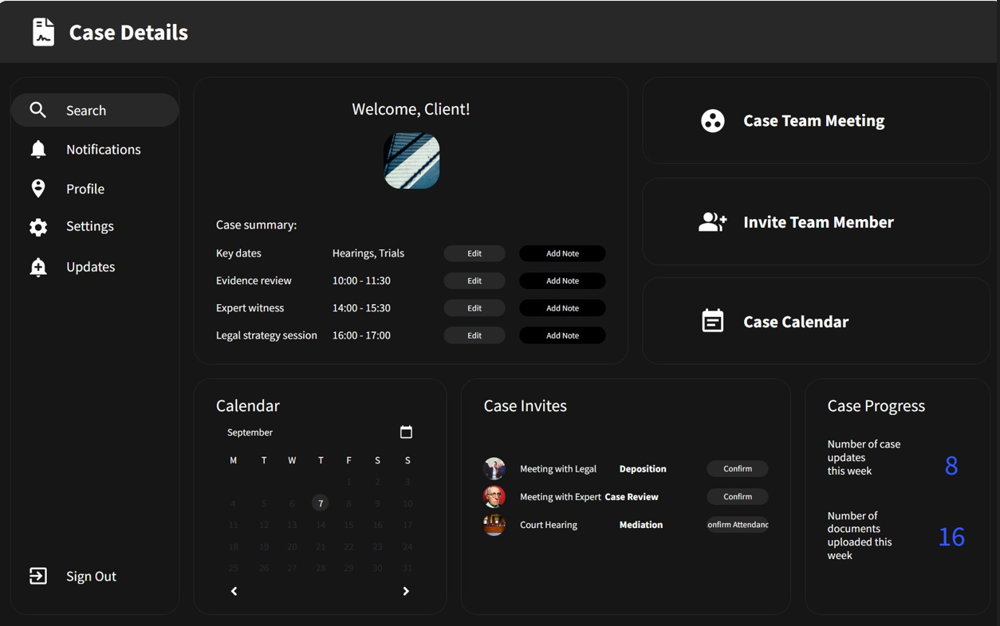 Case Details
Search
Notifications
Profile
Settings
Updates
Sign Out
Welcome, Client!
Case summary:
Key dates Hearings, Trials Edit Add Note
Evidence review 10:00 - 11:30 Edit Add Note
Expert witness 14:00 - 15:30 Edit Add Note
Legal strategy session 16:00 - 17:00 Edit Add Note
Case Team Meeting
Invite Team Member
Case Calendar
Calendar
September
M T W T F S S
1 2 3
4 5 6 7 8 9 10
11 12 13 14 15 16 17
18 19 20 21 22 23 24
25 26 27 28 29 30 31
Case Invites
Meeting with Legal Deposition Confirm
Meeting with Expert Case Review Confirm
Court Hearing Mediation onfirm Attendanc
Case Progress
Number of case
updates
this week
8
Number of
documents
uploaded this
week
16